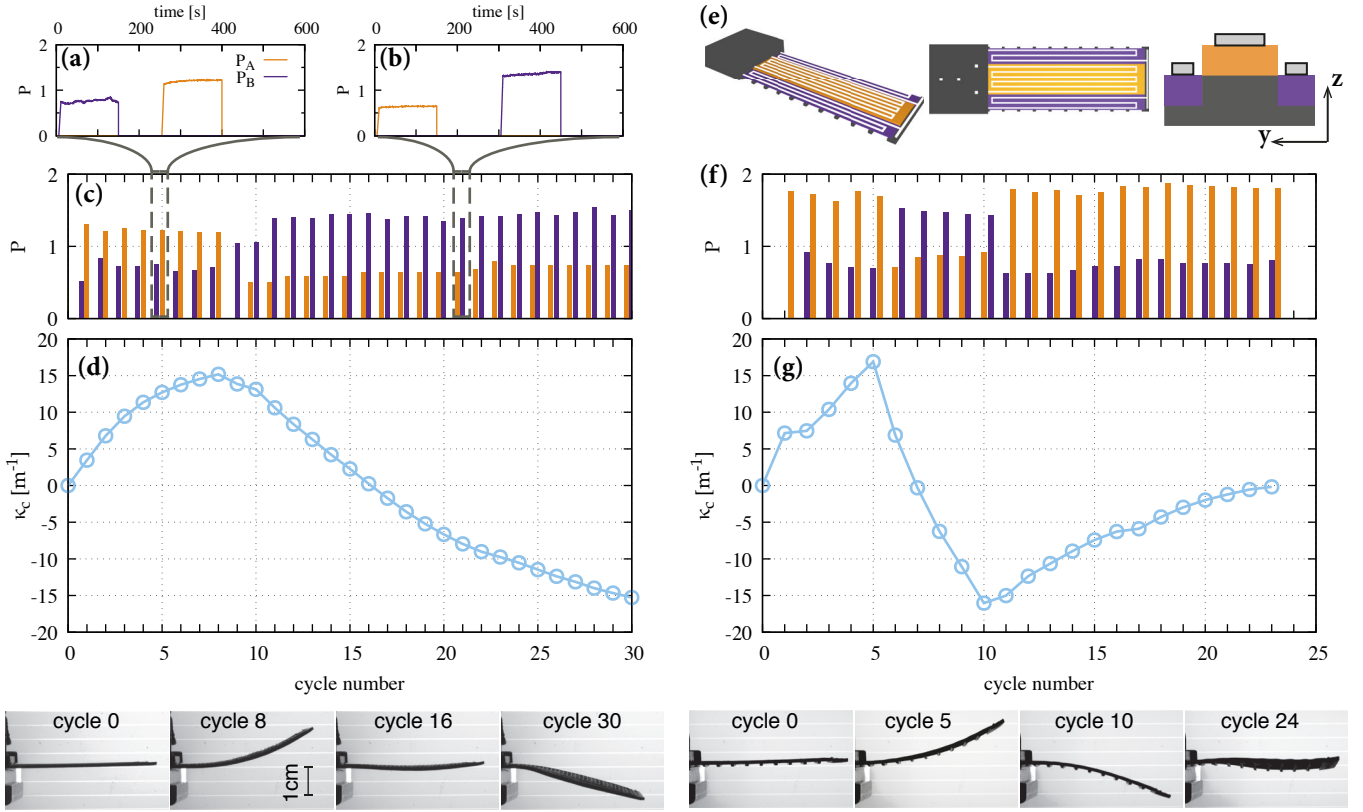 time [s]
0 200 400 600
(a)
P_A
P_B
P
2
1
0
time [s]
0 200 400 600
(b)
P
2
1
0
(e)
z
y
(c)
P
2
1
0
(f)
P
2
1
0
(d)
κc [m⁻¹]
20
15
10
5
0
-5
-10
-15
-20
0 5 10 15 20 25 30
cycle number
(g)
κc [m⁻¹]
20
15
10
5
0
-5
-10
-15
-20
0 5 10 15 20 25
cycle number
cycle 0 cycle 8 cycle 16 cycle 30
1cm
cycle 0 cycle 5 cycle 10 cycle 24